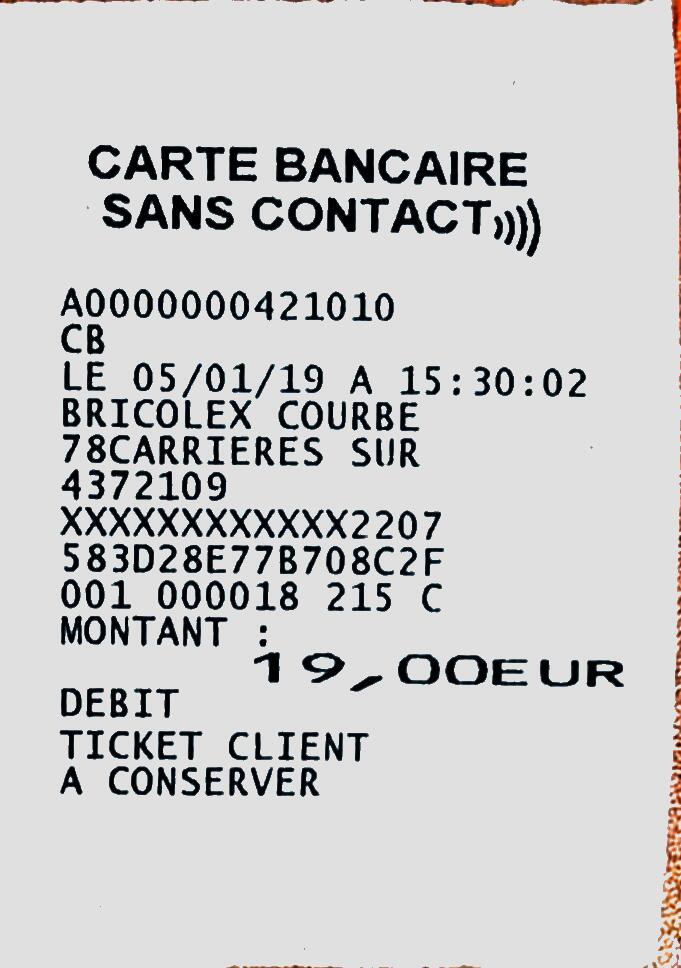 CARTE BANCAIRE
SANS CONTACT
A0000000421010
CB
LE 05/01/19 A 15:30:02
BRICOLEX COURBE
78CARRIERES SUR
4372109
XXXXXXXXXXXX2207
583D28E77B708C2F
001 000018 215 C
MONTANT :
19,00EUR
DEBIT
TICKET CLIENT
A CONSERVER